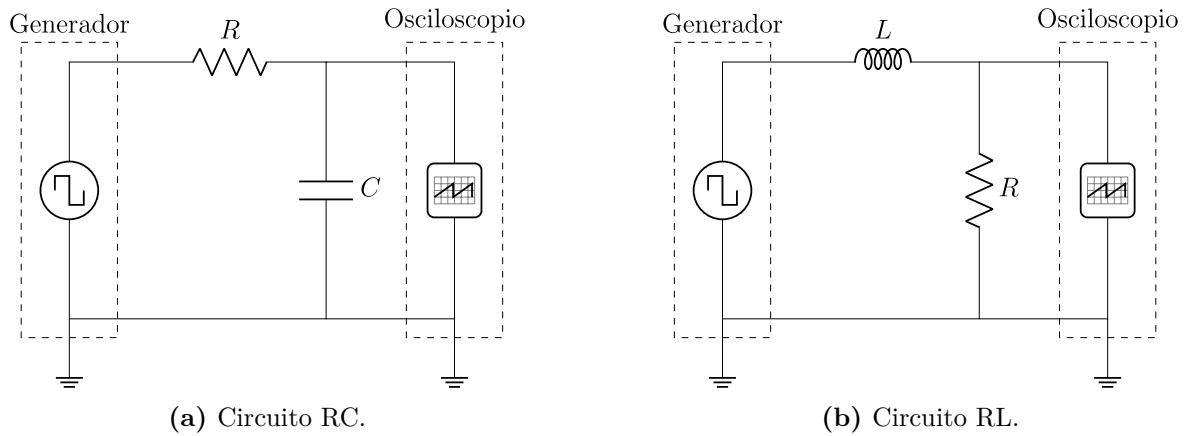 Generador
R
C
Osciloscopio
(a) Circuito RC.
Generador
L
R
Osciloscopio
(b) Circuito RL.